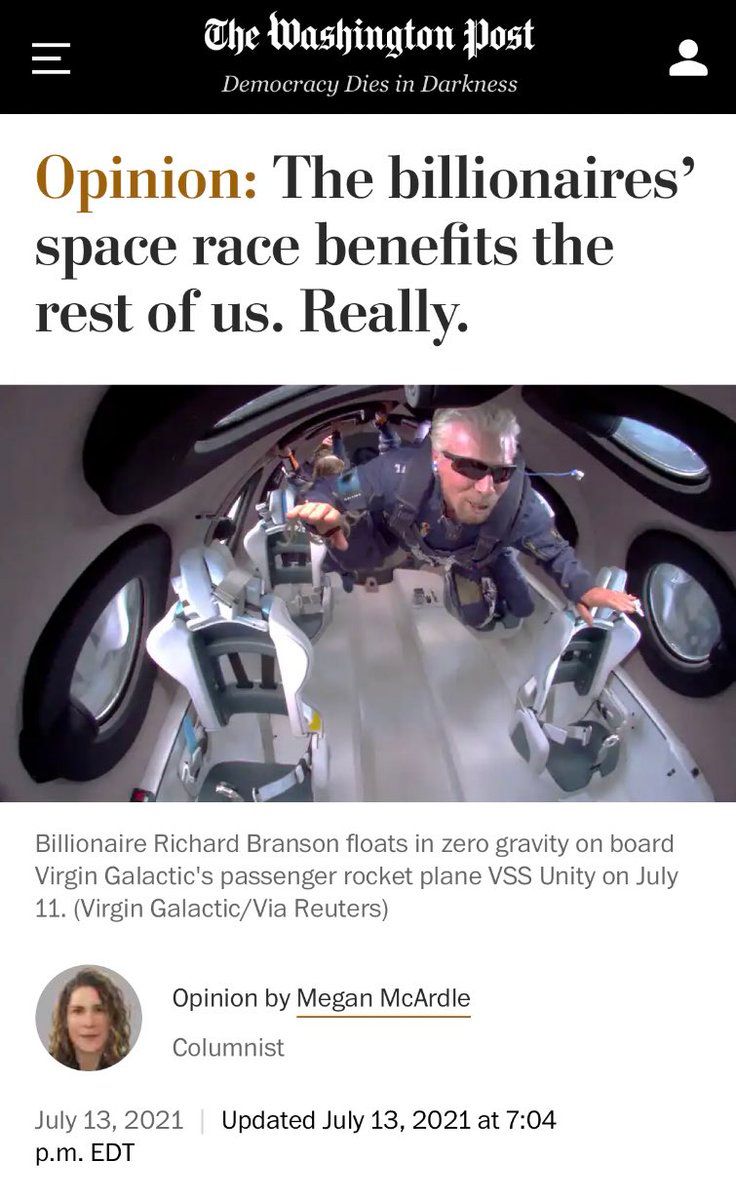 The Washington Post
Democracy Dies in Darkness
Opinion: The billionaires’
space race benefits the
rest of us. Really.
Billionaire Richard Branson floats in zero gravity on board
Virgin Galactic's passenger rocket plane VSS Unity on July
11. (Virgin Galactic/Via Reuters)
Opinion by Megan McArdle
Columnist
July 13, 2021 | Updated July 13, 2021 at 7:04
p.m. EDT